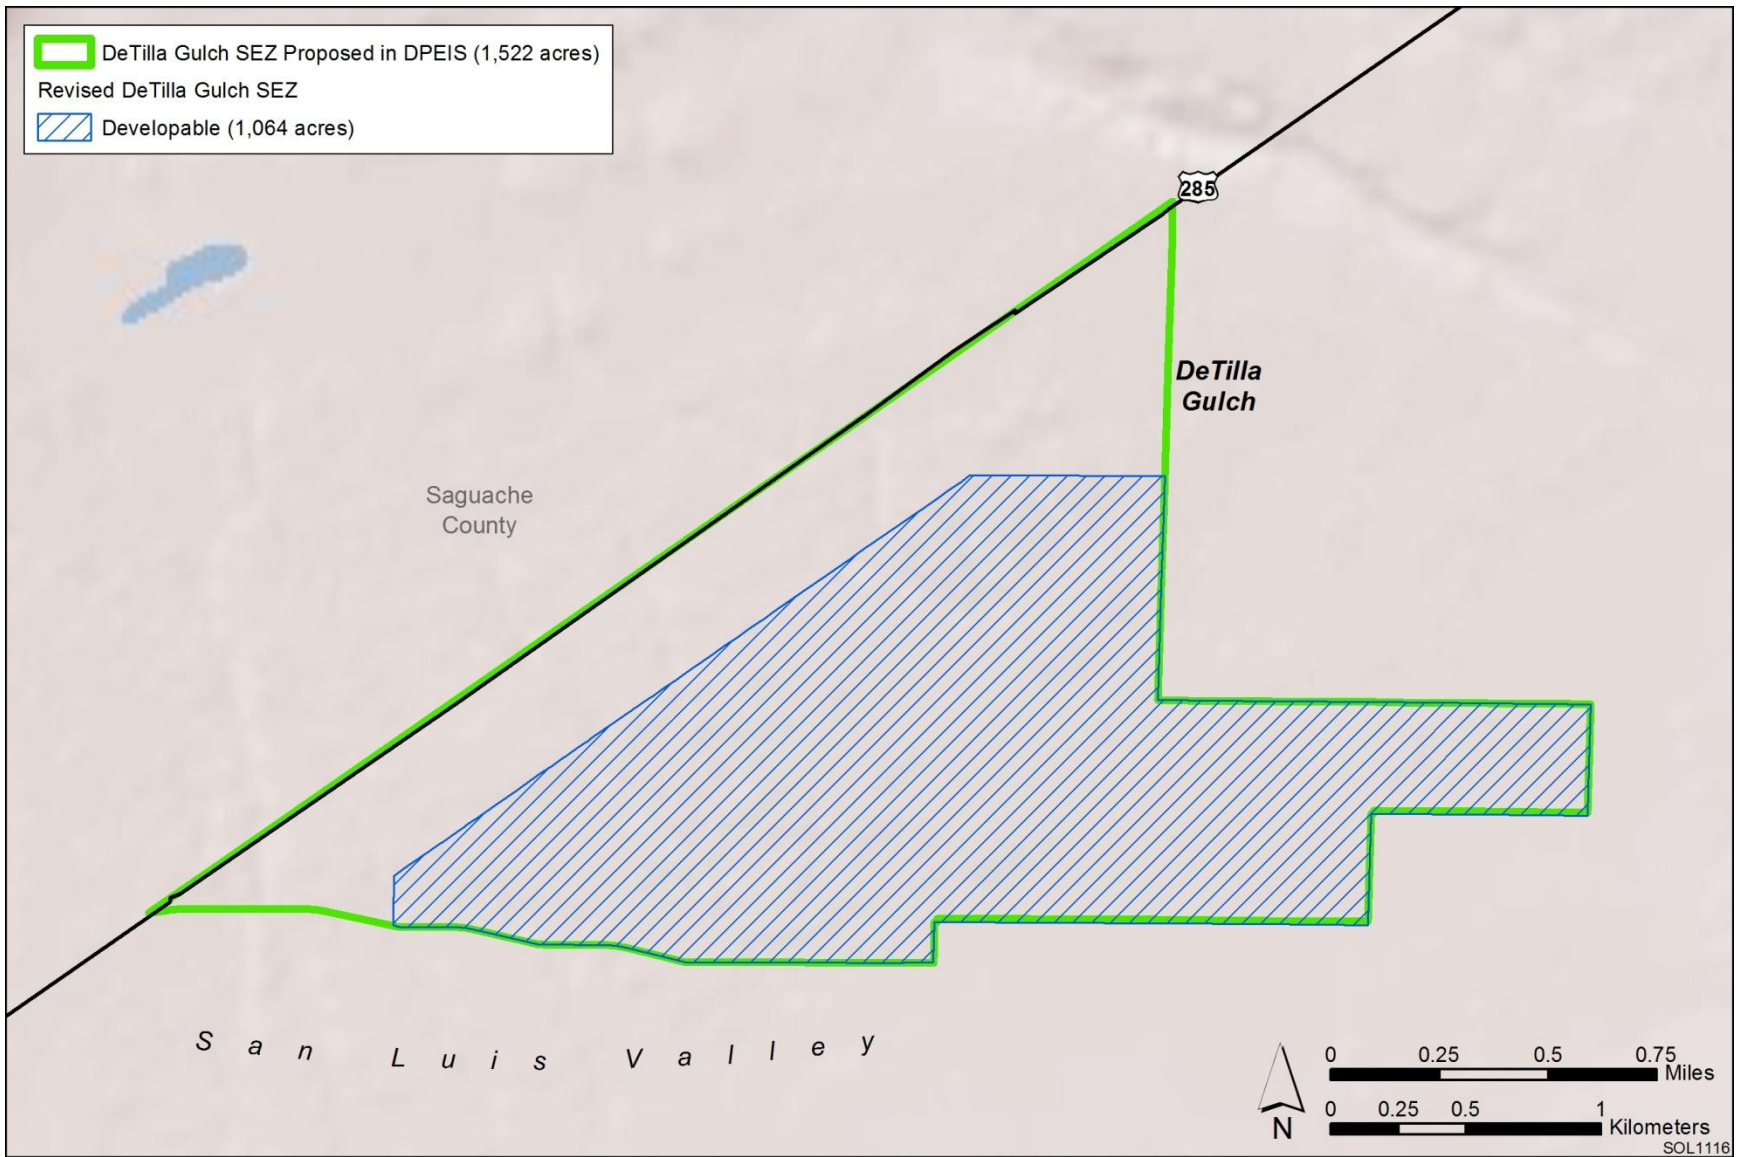 DeTilla Gulch SEZ Proposed in DPEIS (1,522 acres)
Revised DeTilla Gulch SEZ
Developable (1,064 acres)
285
DeTilla
Gulch
Saguache
County
San Luis Valley
0 0.25 0.5 0.75
Miles
0 0.25 0.5 1
Kilometers
N
SOL1116